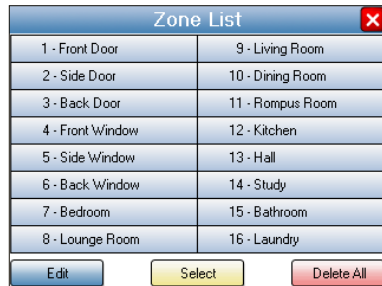 Zone List
1 - Front Door
2 - Side Door
3 - Back Door
4 - Front Window
5 - Side Window
6 - Back Window
7 - Bedroom
8 - Lounge Room
9 - Living Room
10 - Dining Room
11 - Rompus Room
12 - Kitchen
13 - Hall
14 - Study
15 - Bathroom
16 - Laundry
Edit
Select
Delete All